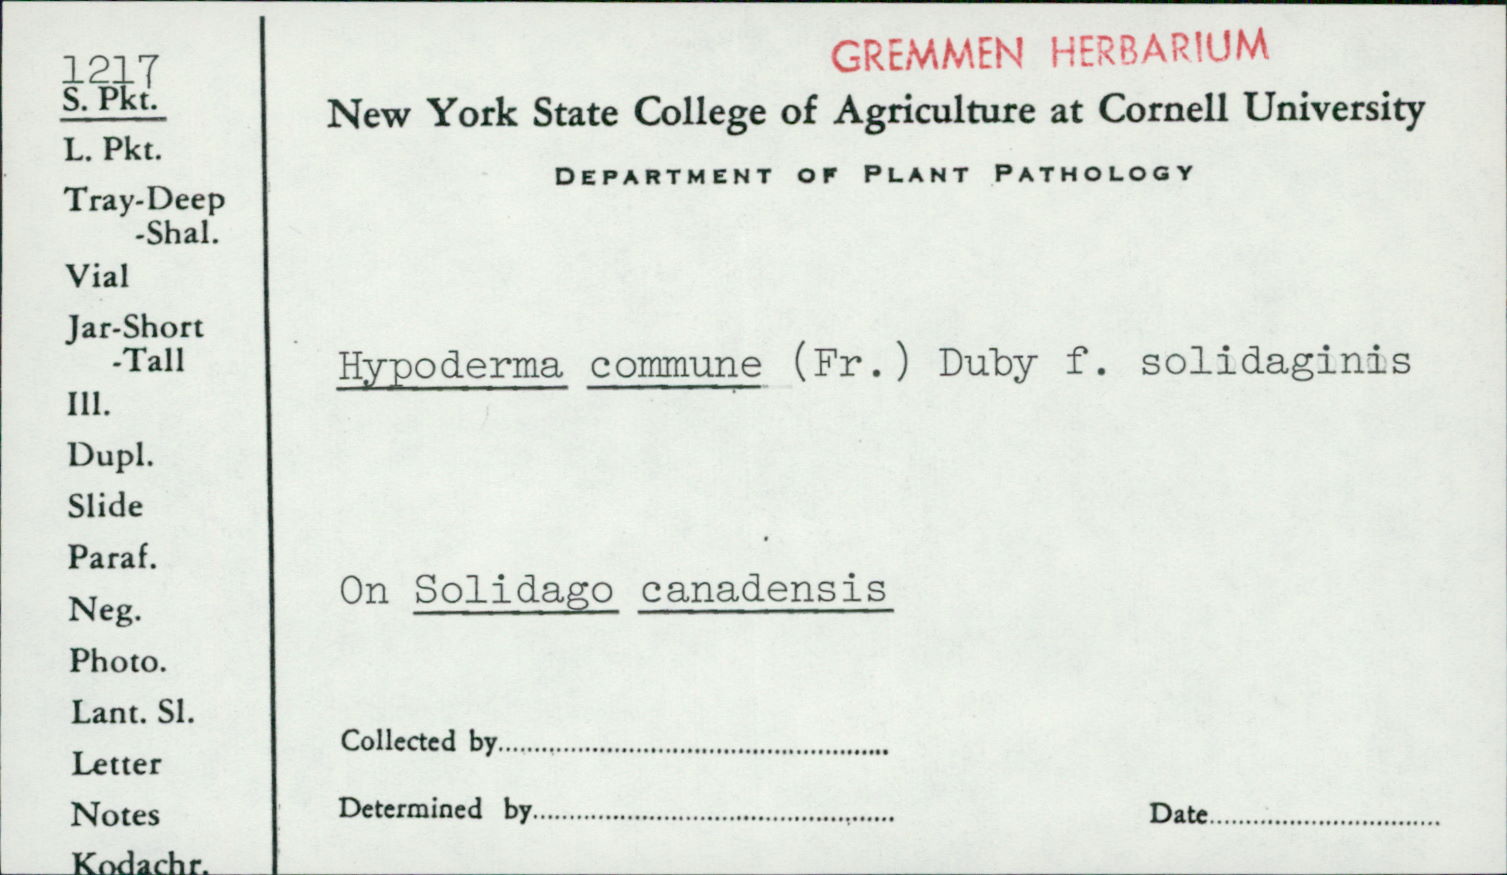 1217
S. Pkt.
L. Pkt.
Tray-Deep
-Shal.
Vial
Jar-Short
-Tall
Ill.
Dupl.
Slide
Paraf.
Neg.
Photo.
Lant. Sl.
Letter
Notes
Kodachr.
GREMMEN HERBARIUM
New York State College of Agriculture at Cornell University
DEPARTMENT OF PLANT PATHOLOGY
Hypoderma commune (Fr.) Duby f. solidaginis
On Solidago canadensis
Collected by
Determined by
Date